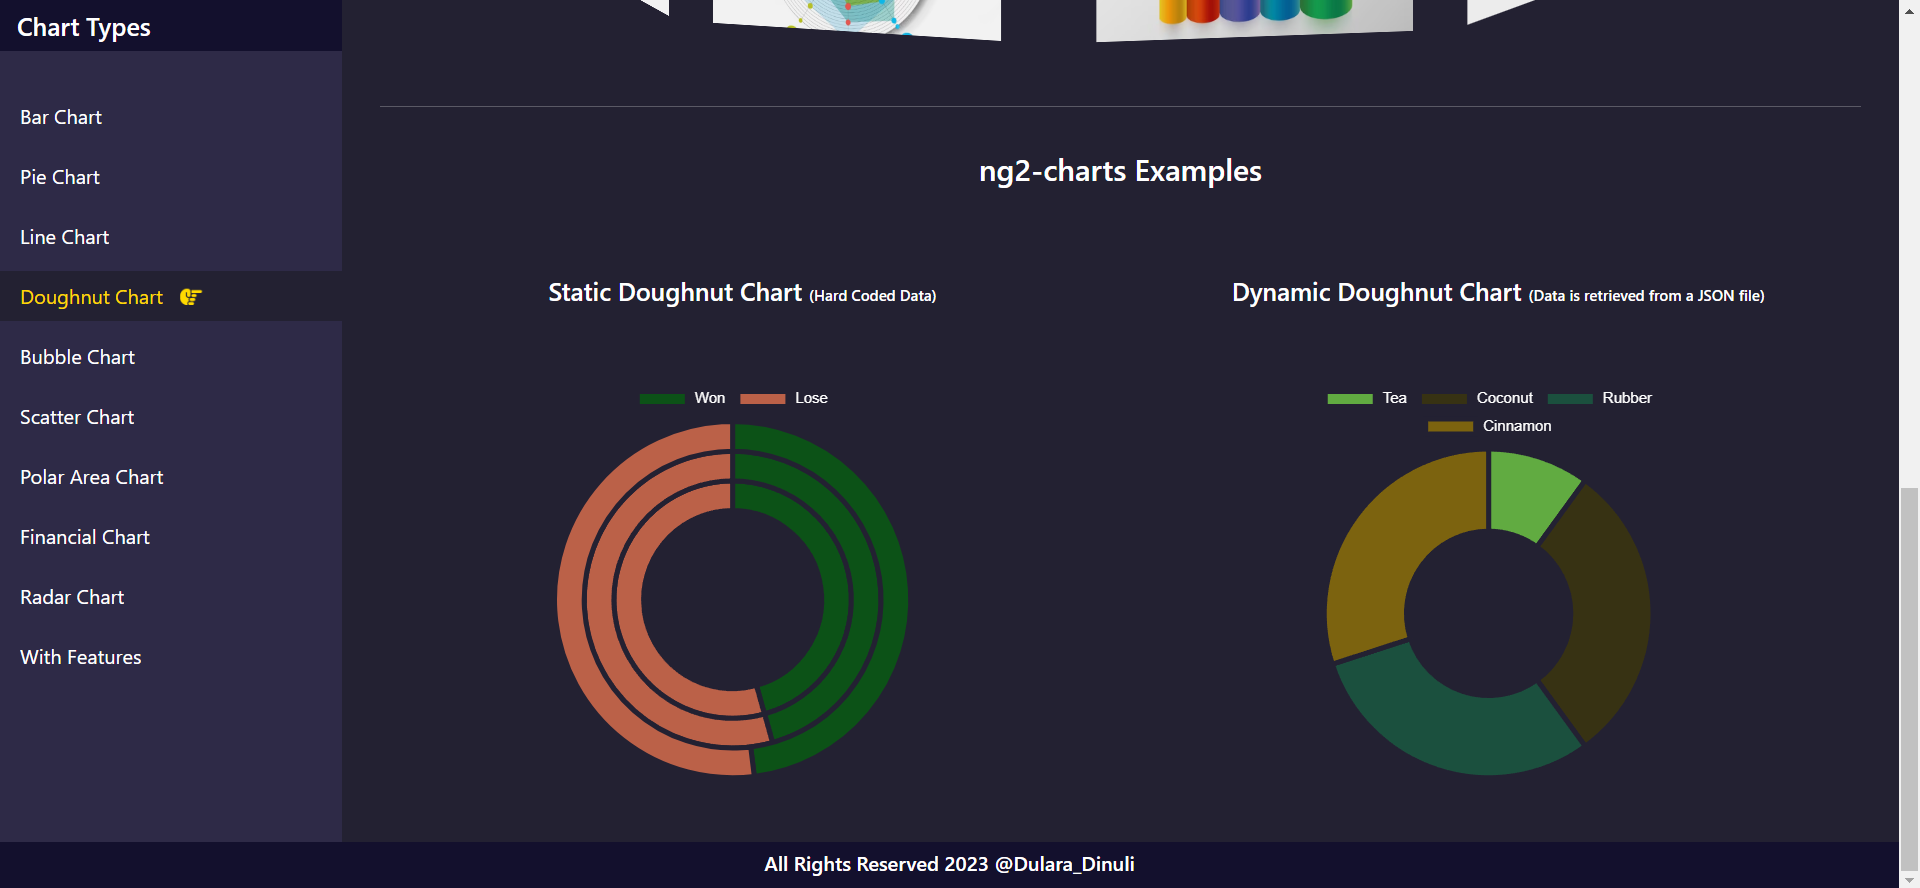 Chart Types
Bar Chart
Pie Chart
Line Chart
Doughnut Chart
Bubble Chart
Scatter Chart
Polar Area Chart
Financial Chart
Radar Chart
With Features
ng2-charts Examples
Static Doughnut Chart (Hard Coded Data)
Won Lose
Dynamic Doughnut Chart (Data is retrieved from a JSON file)
Tea Coconut Rubber
Cinnamon
All Rights Reserved 2023 @Dulara_Dinuli